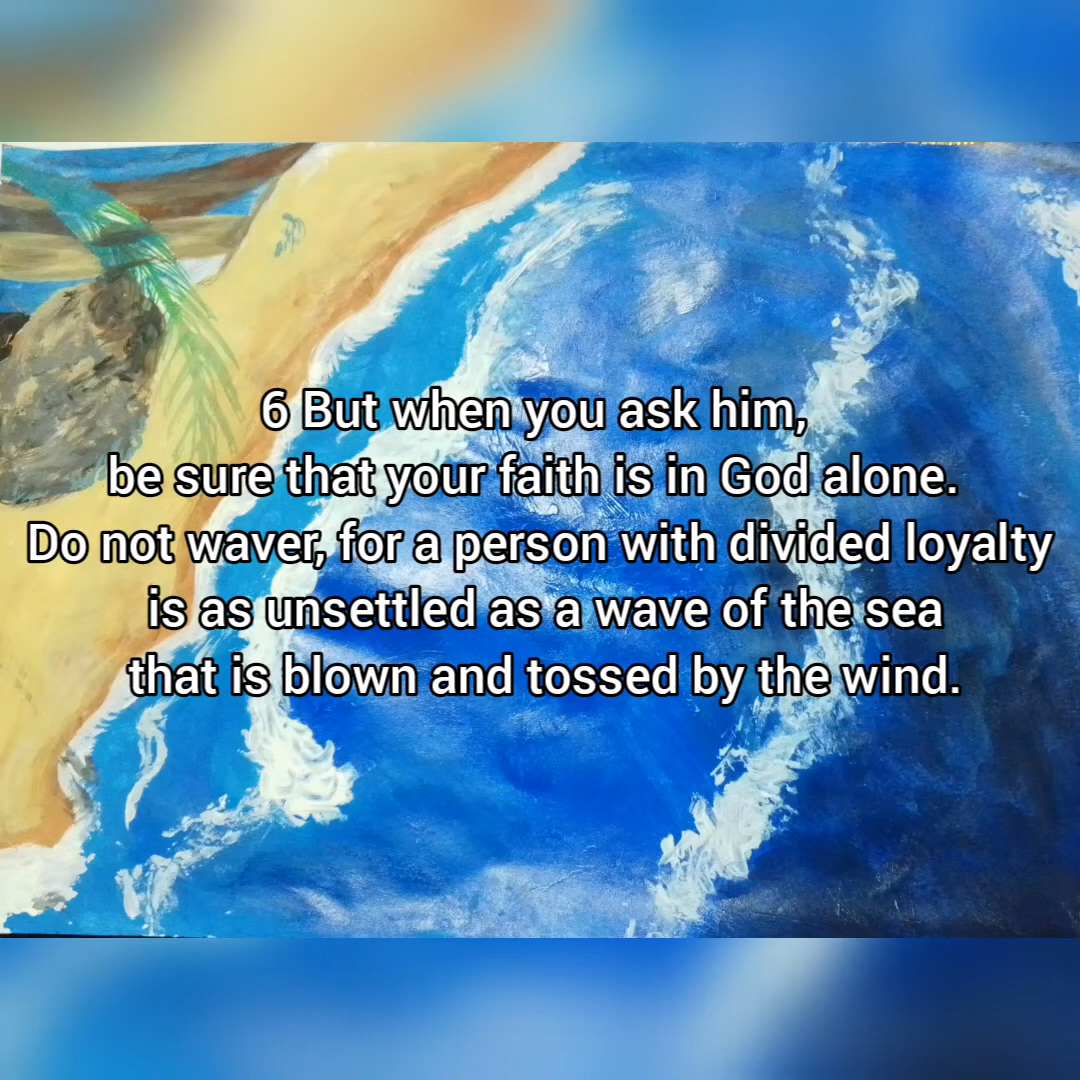 6 But when you ask him,
be sure that your faith is in God alone.
Do not waver, for a person with divided loyalty
is as unsettled as a wave of the sea
that is blown and tossed by the wind.